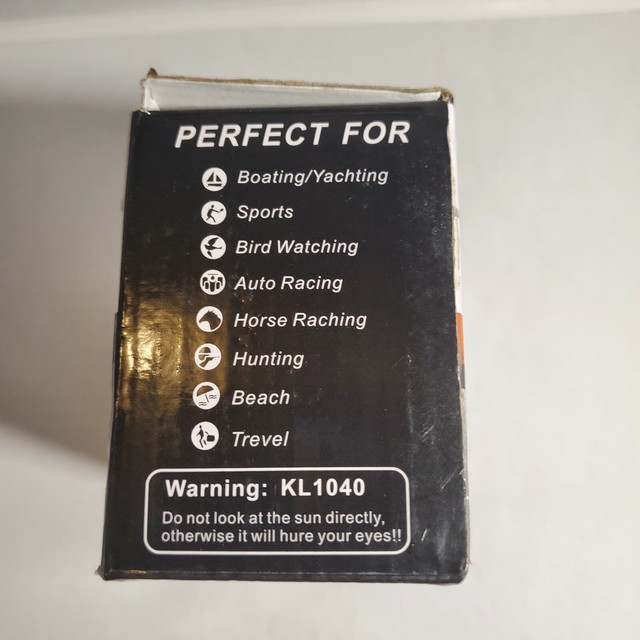 PERFECT FOR
Boating/Yachting
Sports
Bird Watching
Auto Racing
Horse Raching
Hunting
Beach
Trevel
Warning: KL1040
Do not look at the sun directly,
otherwise it will hure your eyes!!